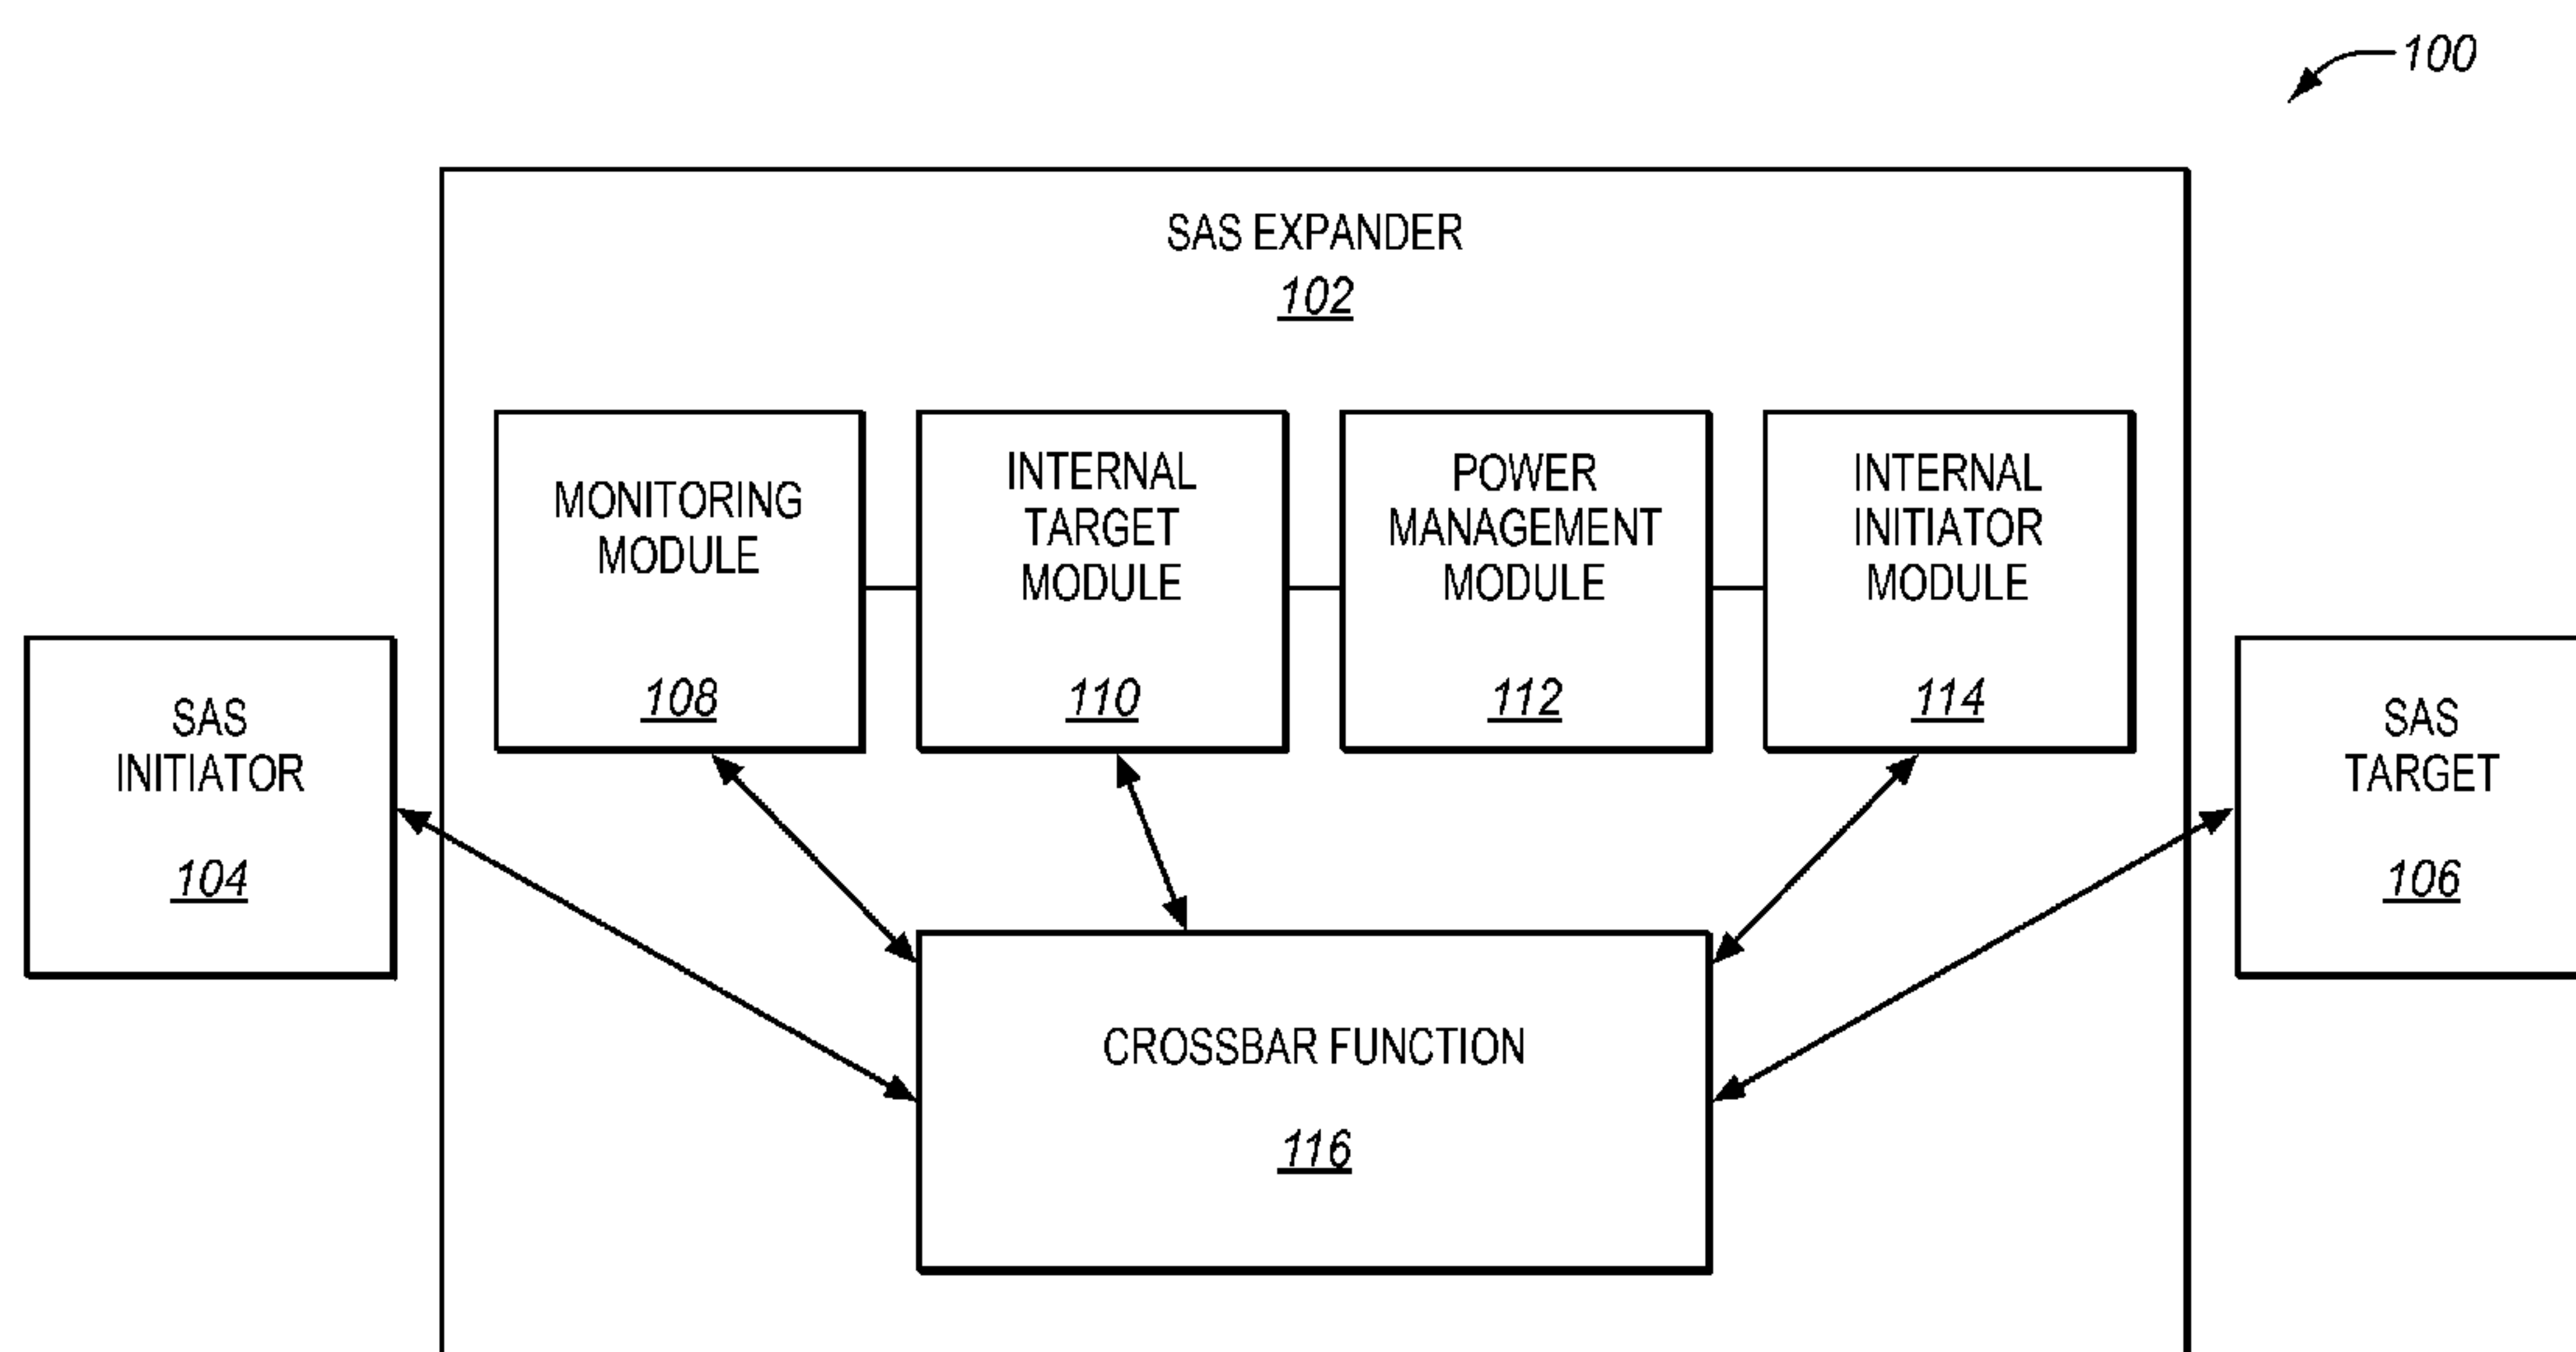 100
SAS EXPANDER
102
MONITORING
MODULE
108
INTERNAL
TARGET
MODULE
110
POWER
MANAGEMENT
MODULE
112
INTERNAL
INITIATOR
MODULE
114
SAS
INITIATOR
104
SAS
TARGET
106
CROSSBAR FUNCTION
116